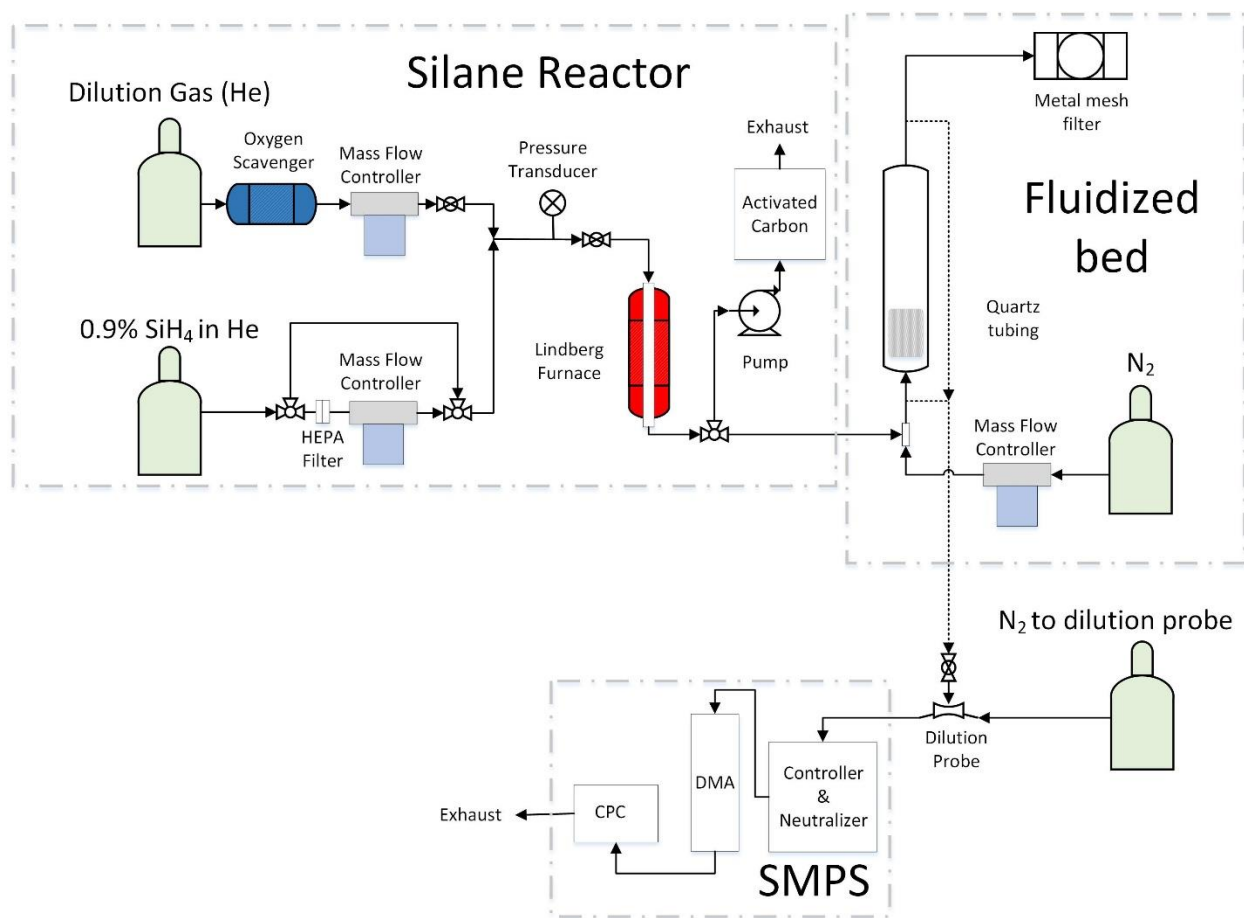 Silane Reactor
Dilution Gas (He)
Oxygen
Scavenger
Mass Flow
Controller
Pressure
Transducer
Exhaust
Activated
Carbon
0.9% SiH₄ in He
Mass Flow
Controller
HEPA
Filter
Lindberg
Furnace
Pump
Metal mesh
filter
Fluidized
bed
Quartz
tubing
N₂
Mass Flow
Controller
N₂ to dilution probe
Dilution
Probe
Controller
&
Neutralizer
DMA
CPC
Exhaust
SMPS